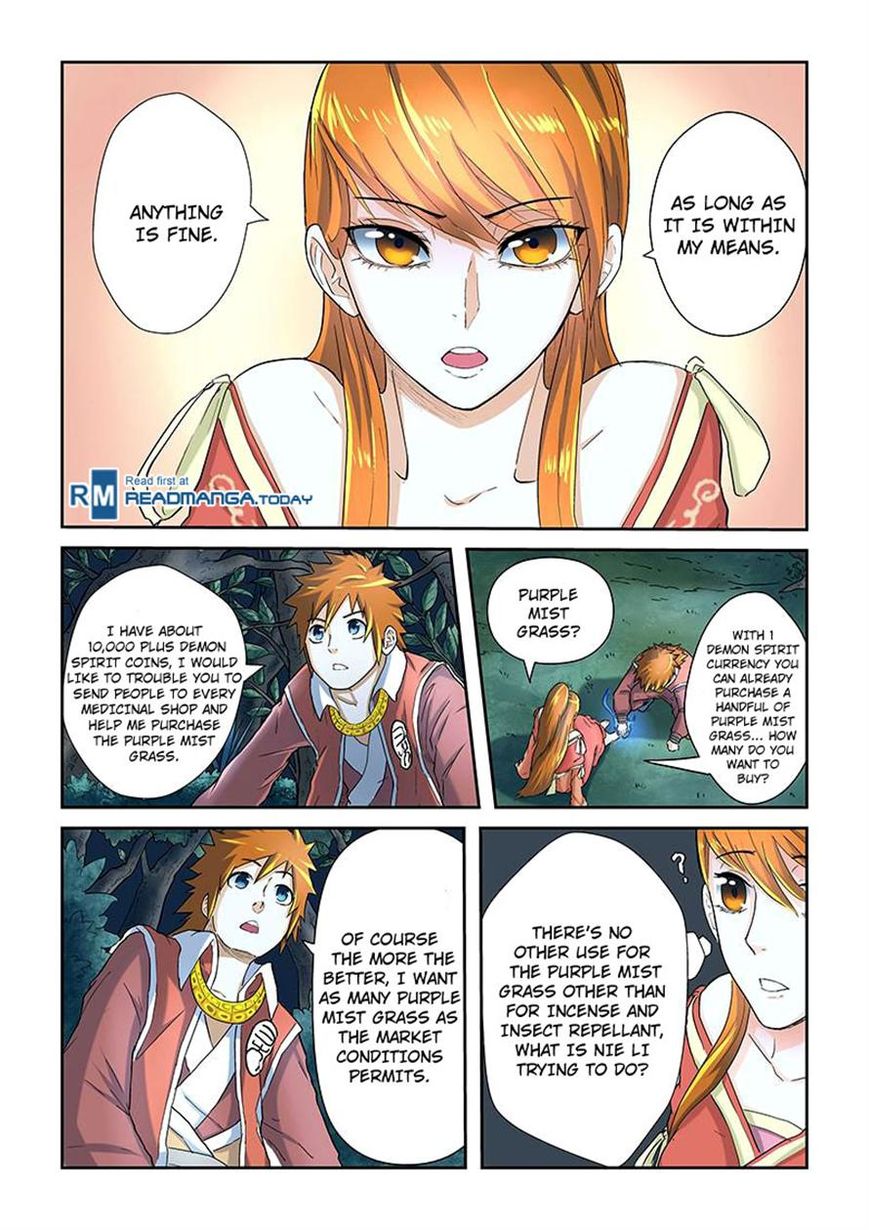 ANYTHING
IS FINE.
AS LONG AS
IT IS WITHIN
MY MEANS.
RM
Read first at
READMANGA.TODAY
I HAVE ABOUT
10,000 PLUS DEMON
SPIRIT COINS, I WOULD
LIKE TO TROUBLE YOU TO
SEND PEOPLE TO EVERY
MEDICINAL SHOP AND
HELP ME PURCHASE
THE PURPLE MIST
GRASS.
PURPLE
MIST
GRASS?
WITH 1
DEMON SPIRIT
CURRENCY YOU
CAN ALREADY
PURCHASE A
HANDFUL OF
PURPLE MIST
GRASS... HOW
MANY DO YOU
WANT TO
BUY?
OF COURSE
THE MORE THE
BETTER, I WANT
AS MANY PURPLE
MIST GRASS AS
THE MARKET
CONDITIONS
PERMITS.
?
THERE'S NO
OTHER USE FOR
THE PURPLE MIST
GRASS OTHER THAN
FOR INCENSE AND
INSECT REPELLANT,
WHAT IS NIE LI
TRYING TO DO?